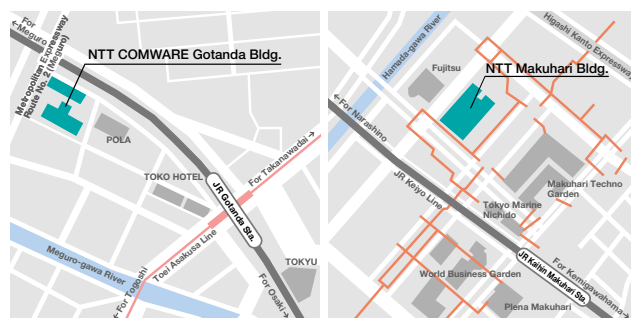 ← For
Meguro
Metropolitan Expressway
Route No. 2 (Meguro)
NTT COMWARE Gotanda Bldg.
POLA
TOKO HOTEL
For Takanawadai →
JR Gotanda Sta.
Toei Asakusa Line
Meguro-gawa River
← For Togoshi
For Osaki →
TOKYU
Hamada-gawa River
Higashi Kanto Expressway
Fujitsu
NTT Makuhari Bldg.
← For
Narashino
JR Keiyo Line
Makuhari Techno
Garden
Tokyo Marine
Nichido
World Business Garden
JR Kaihin Makuhari Sta.
For Kemigawahama →
Plena Makuhari